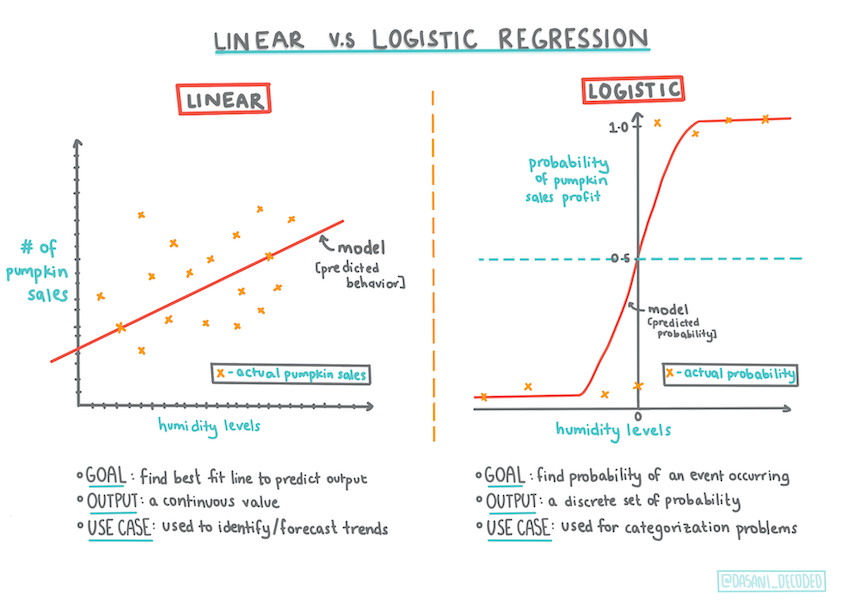 LINEAR v.s LOGISTIC REGRESSION
LINEAR
# of
pumpkin
sales
model
[predicted
behavior]
x - actual pumpkin sales
humidity levels
GOAL: find best fit line to predict output
OUTPUT: a continuous value
USE CASE: used to identify/forecast trends
LOGISTIC
1.0
probability
of pumpkin
sales profit
0.5
model
[predicted
probability]
x - actual probability
0
humidity levels
GOAL: find probability of an event occurring
OUTPUT: a discrete set of probability
USE CASE: used for categorization problems
@DASANI_DECODED